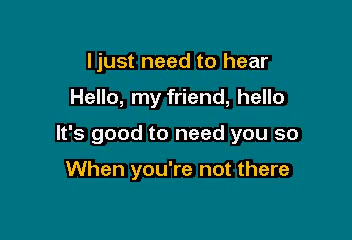 I just need to hear
Hello, my friend, hello
It's good to need you so
When you're not there